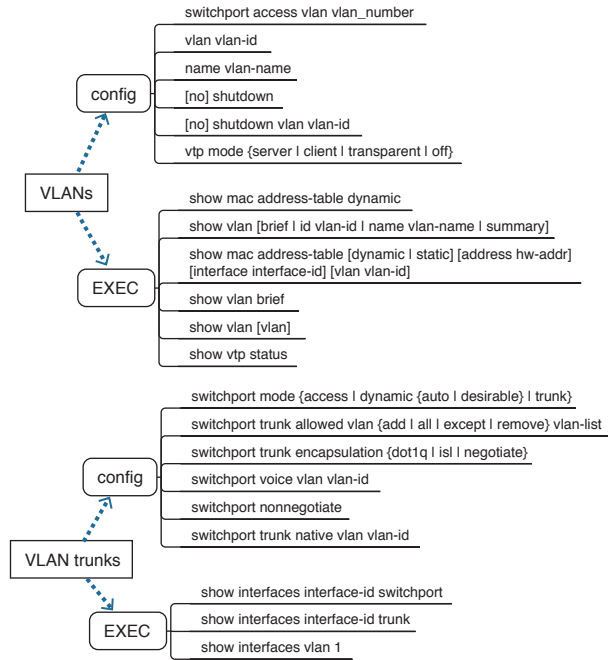 switchport access vlan vlan_number
vlan vlan-id
name vlan-name
config
[no] shutdown
[no] shutdown vlan vlan-id
vtp mode {server | client | transparent | off}
VLANs
show mac address-table dynamic
show vlan [brief | id vlan-id | name vlan-name | summary]
show mac address-table [dynamic | static] [address hw-addr]
[interface interface-id] [vlan vlan-id]
EXEC
show vlan brief
show vlan [vlan]
show vtp status
switchport mode {access | dynamic {auto | desirable} | trunk}
switchport trunk allowed vlan {add | all | except | remove} vlan-list
switchport trunk encapsulation {dot1q | isl | negotiate}
config
switchport voice vlan vlan-id
switchport nonnegotiate
switchport trunk native vlan vlan-id
VLAN trunks
show interfaces interface-id switchport
show interfaces interface-id trunk
EXEC
show interfaces vlan 1